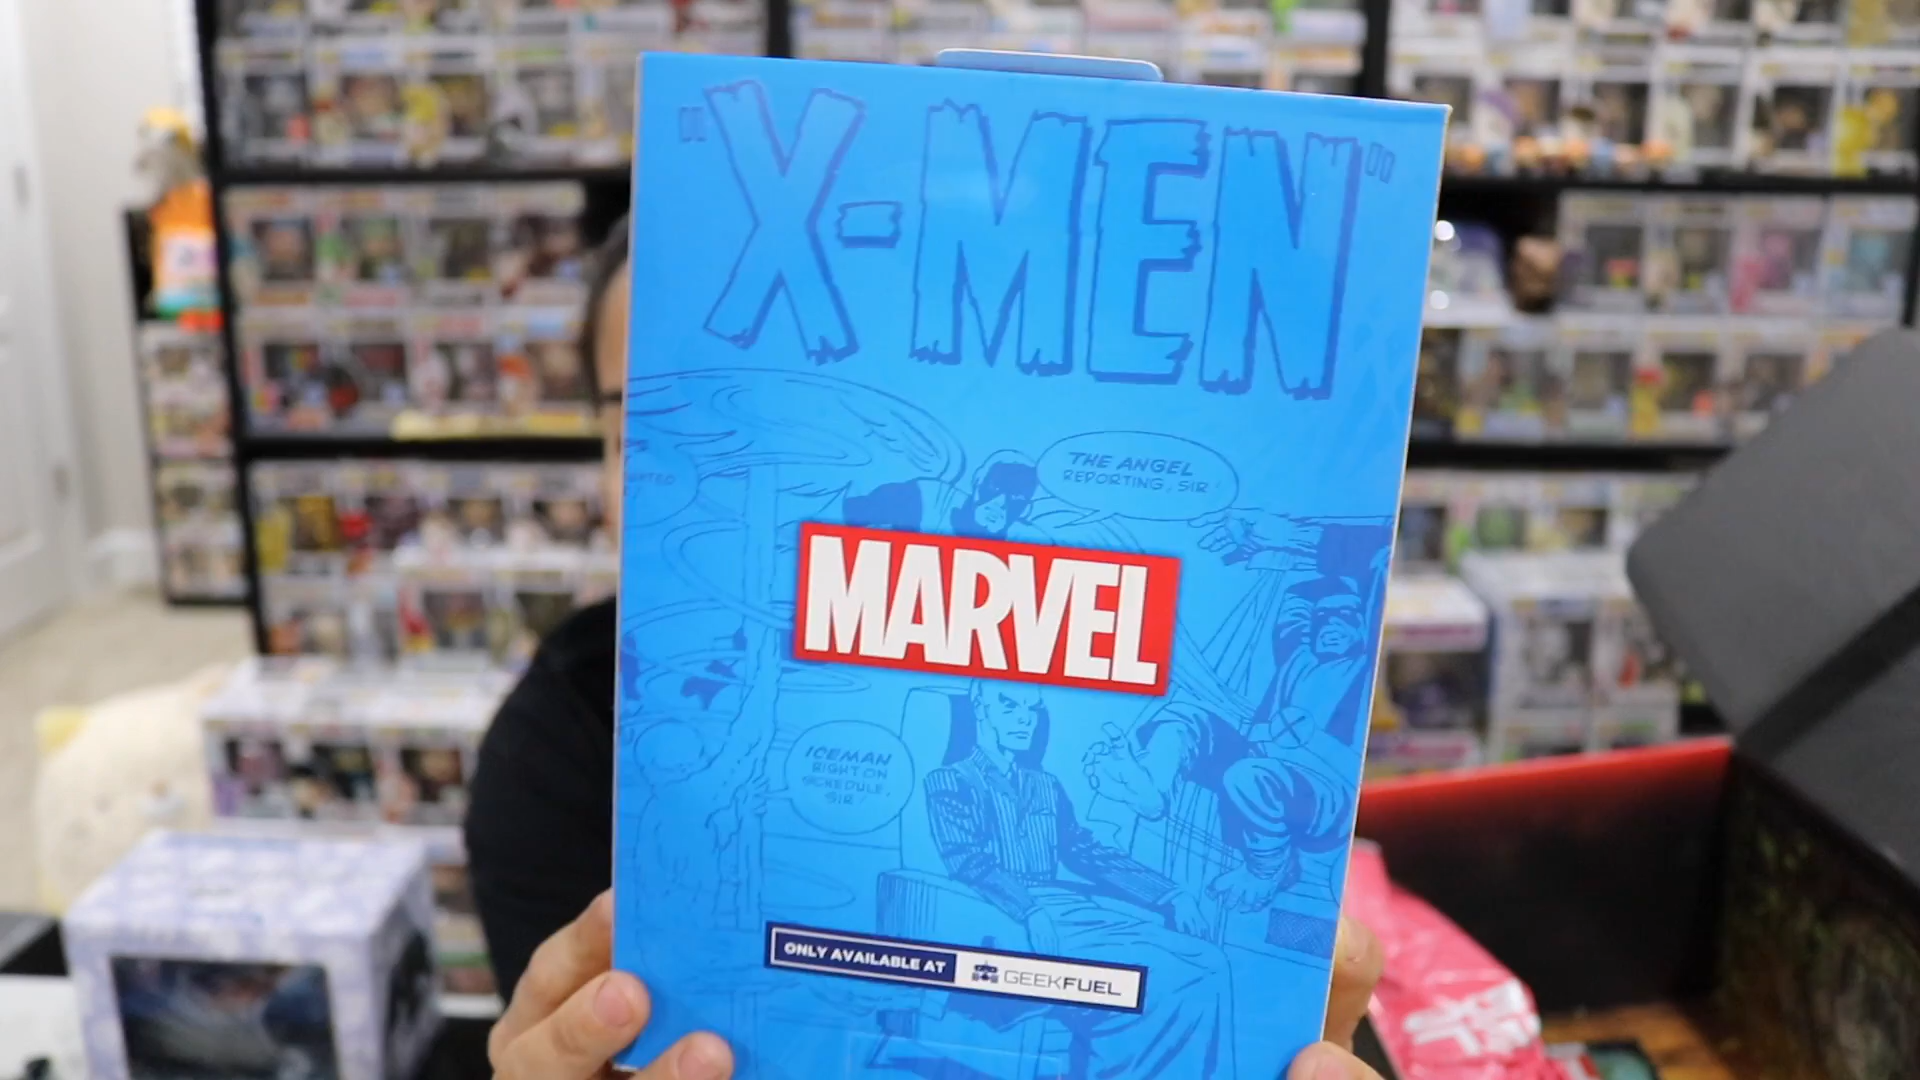 "X-MEN"
THE ANGEL
REPORTING, SIR!
MARVEL
ICEMAN
RIGHT ON
SCHEDULE,
SIR!
ONLY AVAILABLE AT GEEKFUEL